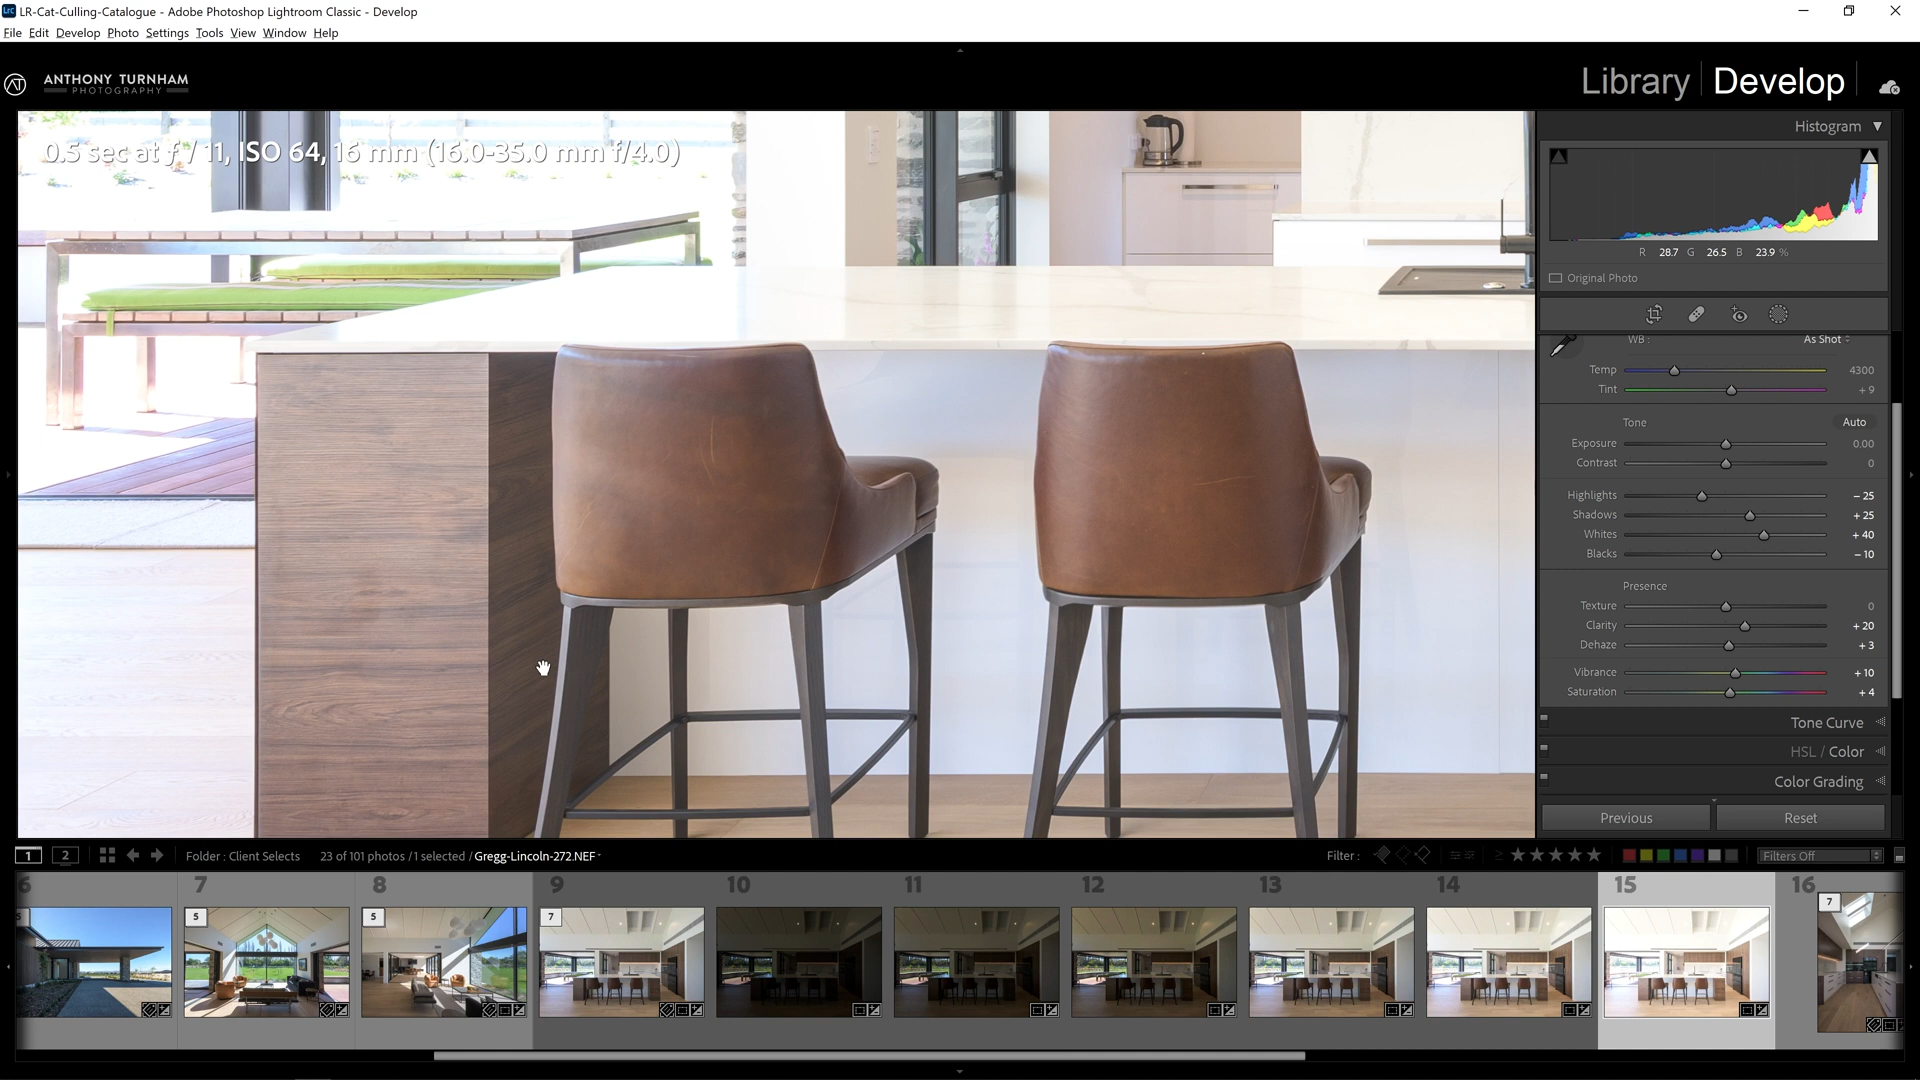 LR-Cat-Culling-Catalogue - Adobe Photoshop Lightroom Classic - Develop
File Edit Develop Photo Settings Tools View Window Help
ANTHONY TURNHAM
PHOTOGRAPHY
Library Develop
Histogram
0.5 sec at f / 11, ISO 64, 16 mm (16.0-35.0 mm f/4.0)
R 28.7 G 26.5 B 23.9 %
Original Photo
WB : As Shot
Temp 4300
Tint + 9
Tone Auto
Exposure 0.00
Contrast 0
Highlights − 25
Shadows + 25
Whites + 40
Blacks − 10
Presence
Texture 0
Clarity + 20
Dehaze + 3
Vibrance + 10
Saturation + 4
Tone Curve
HSL / Color
Color Grading
Previous Reset
1 2 Folder : Client Selects 23 of 101 photos / 1 selected / Gregg-Lincoln-272.NEF
Filter : Filters Off
6 7 8 9 10 11 12 13 14 15 16
5 5 5 7 7